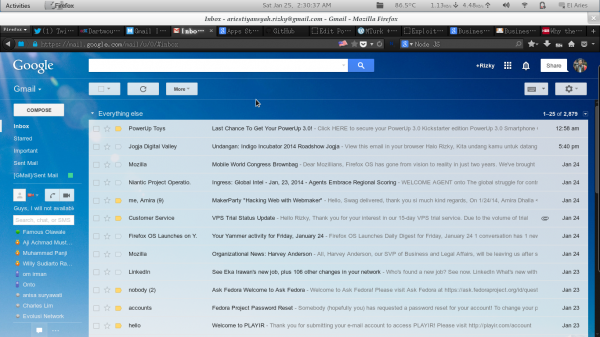 Activities Firefox Sat Jan 25, 2:30:37 AM 86.5°C El Aries
Inbox - ariestiyansyah.rizky@gmail.com - Gmail - Mozilla Firefox
Firefox (1) Twi Dartmou Gmail Inbo Apps St GitHub Edit Po MTurk Exploit Busines Busines
https://mail.google.com/mail/u/0/#inbox Node JS
Google +Rizky Share
Gmail More
COMPOSE Everything else 1–25 of 2,879
Inbox
Starred
Important
Sent Mail
[GMail]/Sent Mail
Guys, I will not availabl
Search, chat, or SMS
Famous Olawale
Aji Achmad Must...
Muhammad Panji
Willy Sudiarto Ra...
Orlto
anisa suryawati
Charles Lim
Evolusi Network
PowerUp Toys Last Chance To Get Your PowerUp 3.0! - Click HERE to secure your PowerUp 3.0 Kickstarter edition PowerUp 3.0 Smartphone 12:58 am
Jogja Digital Valley Undangan: Indigo Incubator 2014 Roadshow Jogja - View this email in your browser Halo Rizky, Kita undang kamu untuk datang 5:40 pm
Mozilla Mobile World Congress Brownbag - Dear Mozillians, Firefox OS has gone from vision to reality in just two years. We've brought Jan 24
Niantic Project Operatio. Ingress: Global Intel - Jan, 23, 2014 - Agents Embrace Regional Scoring - WELCOME AGENT onto The global struggle for cont Jan 24
me, Amira (9) MakerParty "Hacking Web with Webmaker" - Hello, Swag delivered, thank you is much kind regards, On 1/24/14, Amira Dhalla < Jan 24
Customer Service VPS Trial Status Update - Hello Rizky, Thank you for your interest in our 15-day VPS trial service. Due to the volume of trial Jan 24
Firefox OS Launches on Y. Your Yammer activity for Friday, January 24 - Firefox OS Launches Daily Digest for Friday, January 24 1 conversation has 1 new Jan 24
Mozilla Organizational News: Harvey Anderson - All, Harvey Anderson, our SVP of Business and Legal Affairs, will be leaving us after s Jan 24
LinkedIn See Eka Irawan's new job, plus 106 other changes in your network - Who's found a new job? See now. LinkedIn What's new with Jan 23
nobody (2) Ask Fedora Welcome to Ask Fedora - Welcome to Ask Fedora! Please visit Ask Fedora at https://ask.fedoraproject.org Jan 23
accounts Fedora Project Password Reset - Somebody (hopefully you) has requested a password reset for your account! To change your p Jan 23
hello Welcome to PLAYIR - Thank you for submitting your e-mail account to access PLAYIR! Please visit http://playir.com/account Jan 23